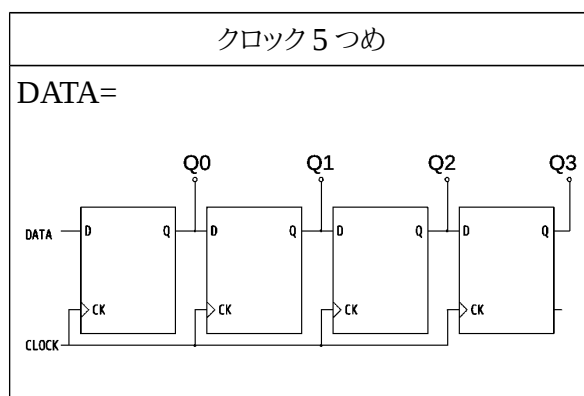 クロック 5 つめ
DATA=
Q0 Q1 Q2 Q3
DATA D Q D Q D Q D Q
CK CK CK CK
CLOCK